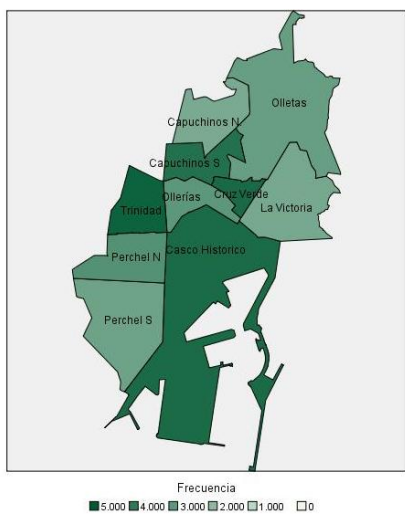 Olletas
Capuchinos N.
Capuchinos S
Cruz Verde
Ollerías
La Victoria
Trinidad
Perchel N
Casco Historico
Perchel S
Frecuencia
5.000 4.000 3.000 2.000 1.000 0